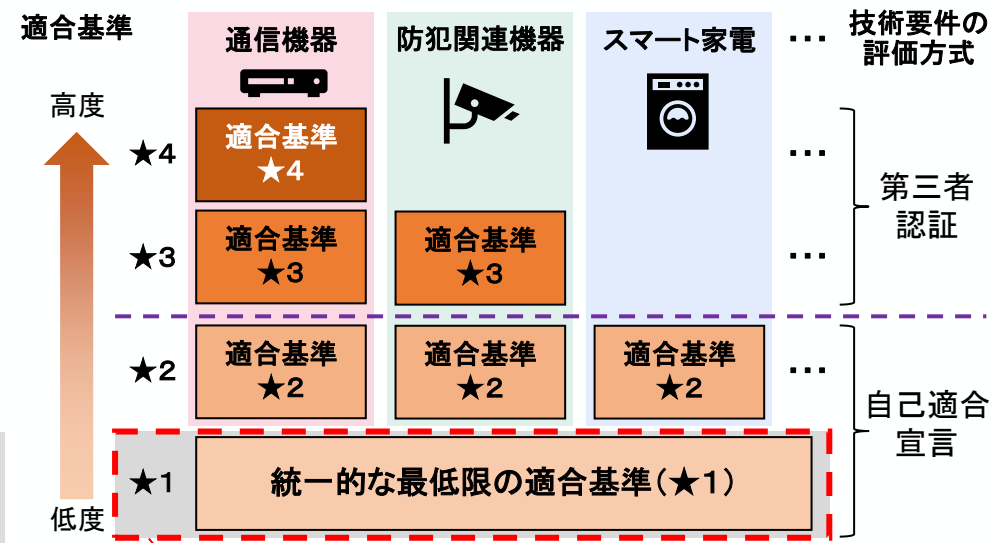 適合基準
通信機器
防犯関連機器
スマート家電
…
技術要件の
評価方式
高度
★4
適合基準
★4
…
第三者
認証
★3
適合基準
★3
適合基準
★3
…
★2
適合基準
★2
適合基準
★2
適合基準
★2
…
自己適合
宣言
★1
統一的な最低限の適合基準(★1)
低度